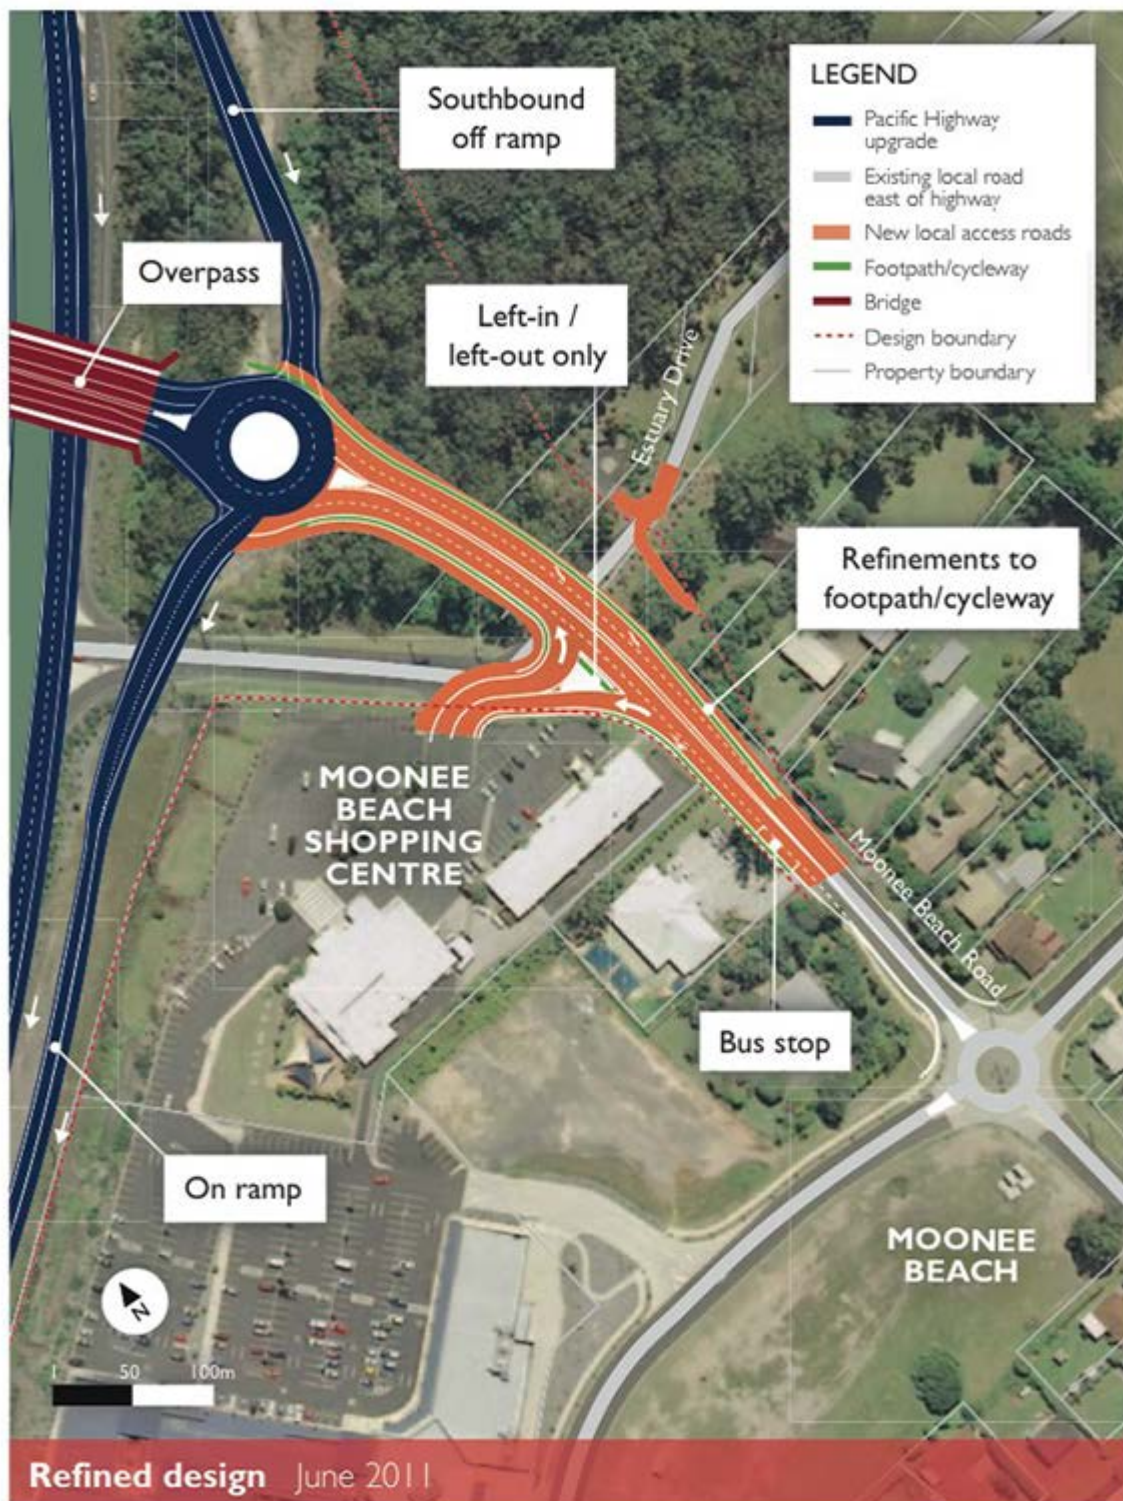 Southbound
off ramp
LEGEND
Pacific Highway
upgrade
Existing local road
east of highway
New local access roads
Footpath/cycleway
Bridge
Design boundary
Property boundary
Overpass
Left-in /
left-out only
Estuary Drive
Refinements to
footpath/cycleway
MOONEE
BEACH
SHOPPING
CENTRE
Moonee Beach Road
Bus stop
On ramp
MOONEE
BEACH
N
1 50 100m
Refined design June 2011